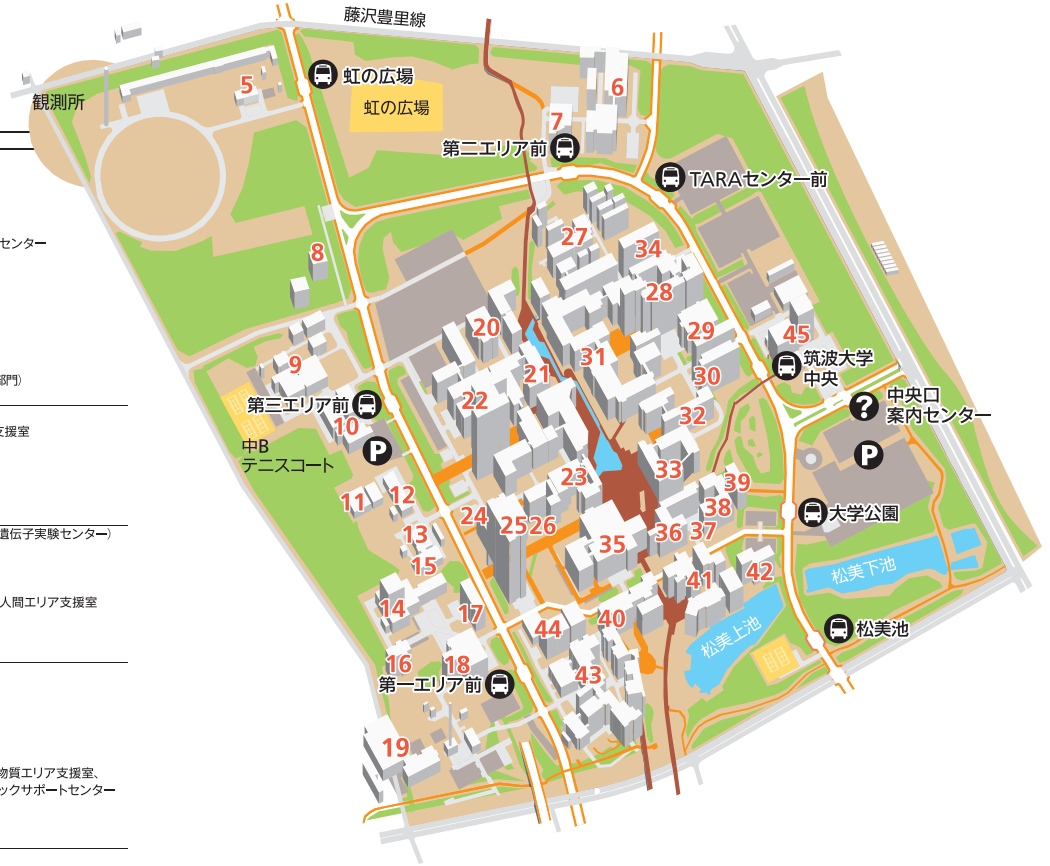 藤沢豊里線
虹の広場
虹の広場
観測所
5
6
7
第二エリア前
TARAセンター前
センター
8
27
34
28
20
29
45
31
21
30
筑波大学
中央
9
部門）
22
32
中央口
案内センター
?
第三エリア前
10
P
P
支援室
中B
テニスコート
33
23
39
11
12
38
大学公園
24
25
26
36
37
遺伝子実験センター）
13
35
15
松美下池
41
42
人間エリア支援室
14
17
40
44
松美上池
松美池
16
18
43
第一エリア前
19
物質エリア支援室、
ックサポートセンター